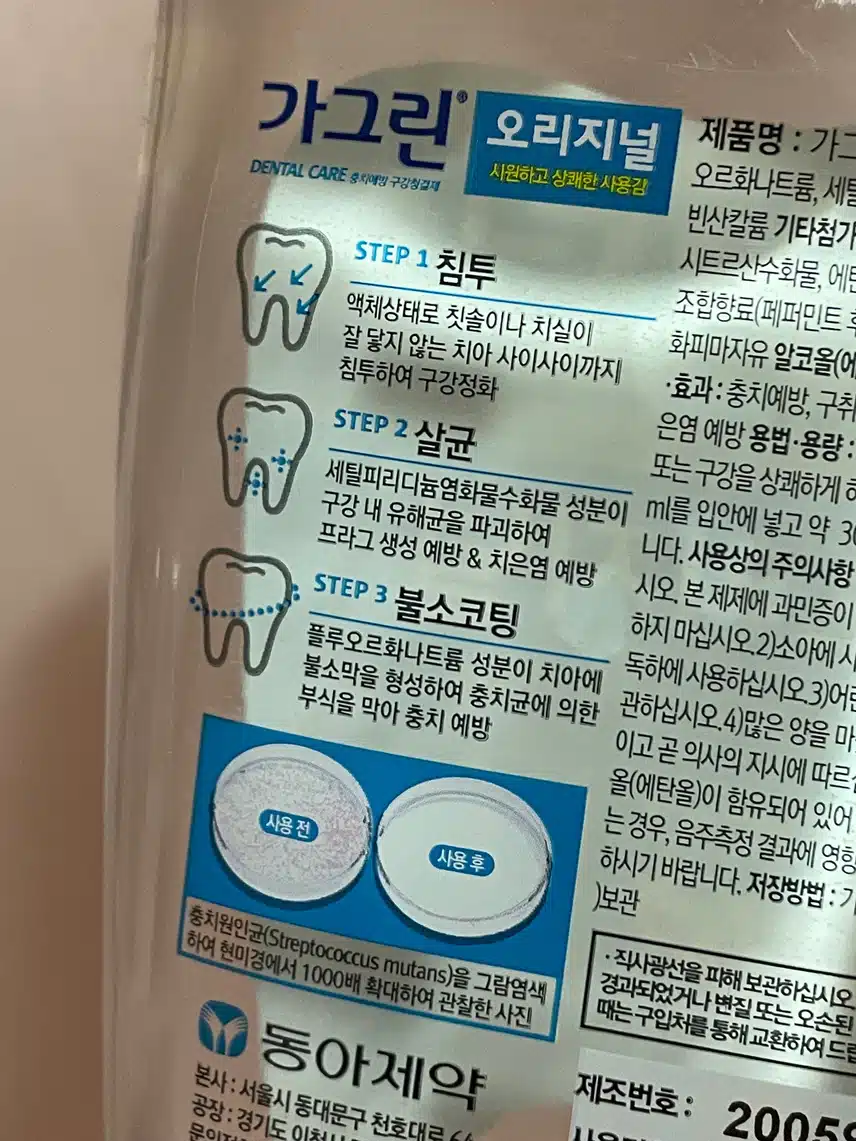 가그린®
DENTAL CARE 충치예방 구강청결제
오리지널
시원하고 상쾌한 사용감
STEP 1 침투
액체상태로 칫솔이나 치실이
잘 닿지 않는 치아 사이사이까지
침투하여 구강정화
STEP 2 살균
세틸피리디늄염화물수화물 성분이
구강 내 유해균을 파괴하여
프라그 생성 예방 & 치은염 예방
STEP 3 불소코팅
플루오르화나트륨 성분이 치아에
불소막을 형성하여 충치균에 의한
부식을 막아 충치 예방
사용 전
사용 후
충치원인균(Streptococcus mutans)을 그람염색
하여 현미경에서 1000배 확대하여 관찰한 사진
동아제약
본사 : 서울시 동대문구 천호대로 64
공장 : 경기도 이천시
제품명 : 가그
오르화나트륨, 세틸
빈산칼륨 기타첨가
시트르산수화물, 에탄
조합향료(페퍼민트 후
화피마자유 알코올(에
·효과 : 충치예방, 구취
은염 예방 용법·용량 :
또는 구강을 상쾌하게 하
ml를 입안에 넣고 약 30
니다. 사용상의 주의사항
시오. 본 제제에 과민증이
하지 마십시오.2)소아에 사
독하에 사용하십시오.3)어린
관하십시오.4)많은 양을 마
이고 곧 의사의 지시에 따르십
올(에탄올)이 함유되어 있어
는 경우, 음주측정 결과에 영향
하시기 바랍니다. 저장방법 : 기
)보관
· 직사광선을 피해 보관하십시오
경과되었거나 변질 또는 오손된
때는 구입처를 통해 교환하여 드립
제조번호 : 2005